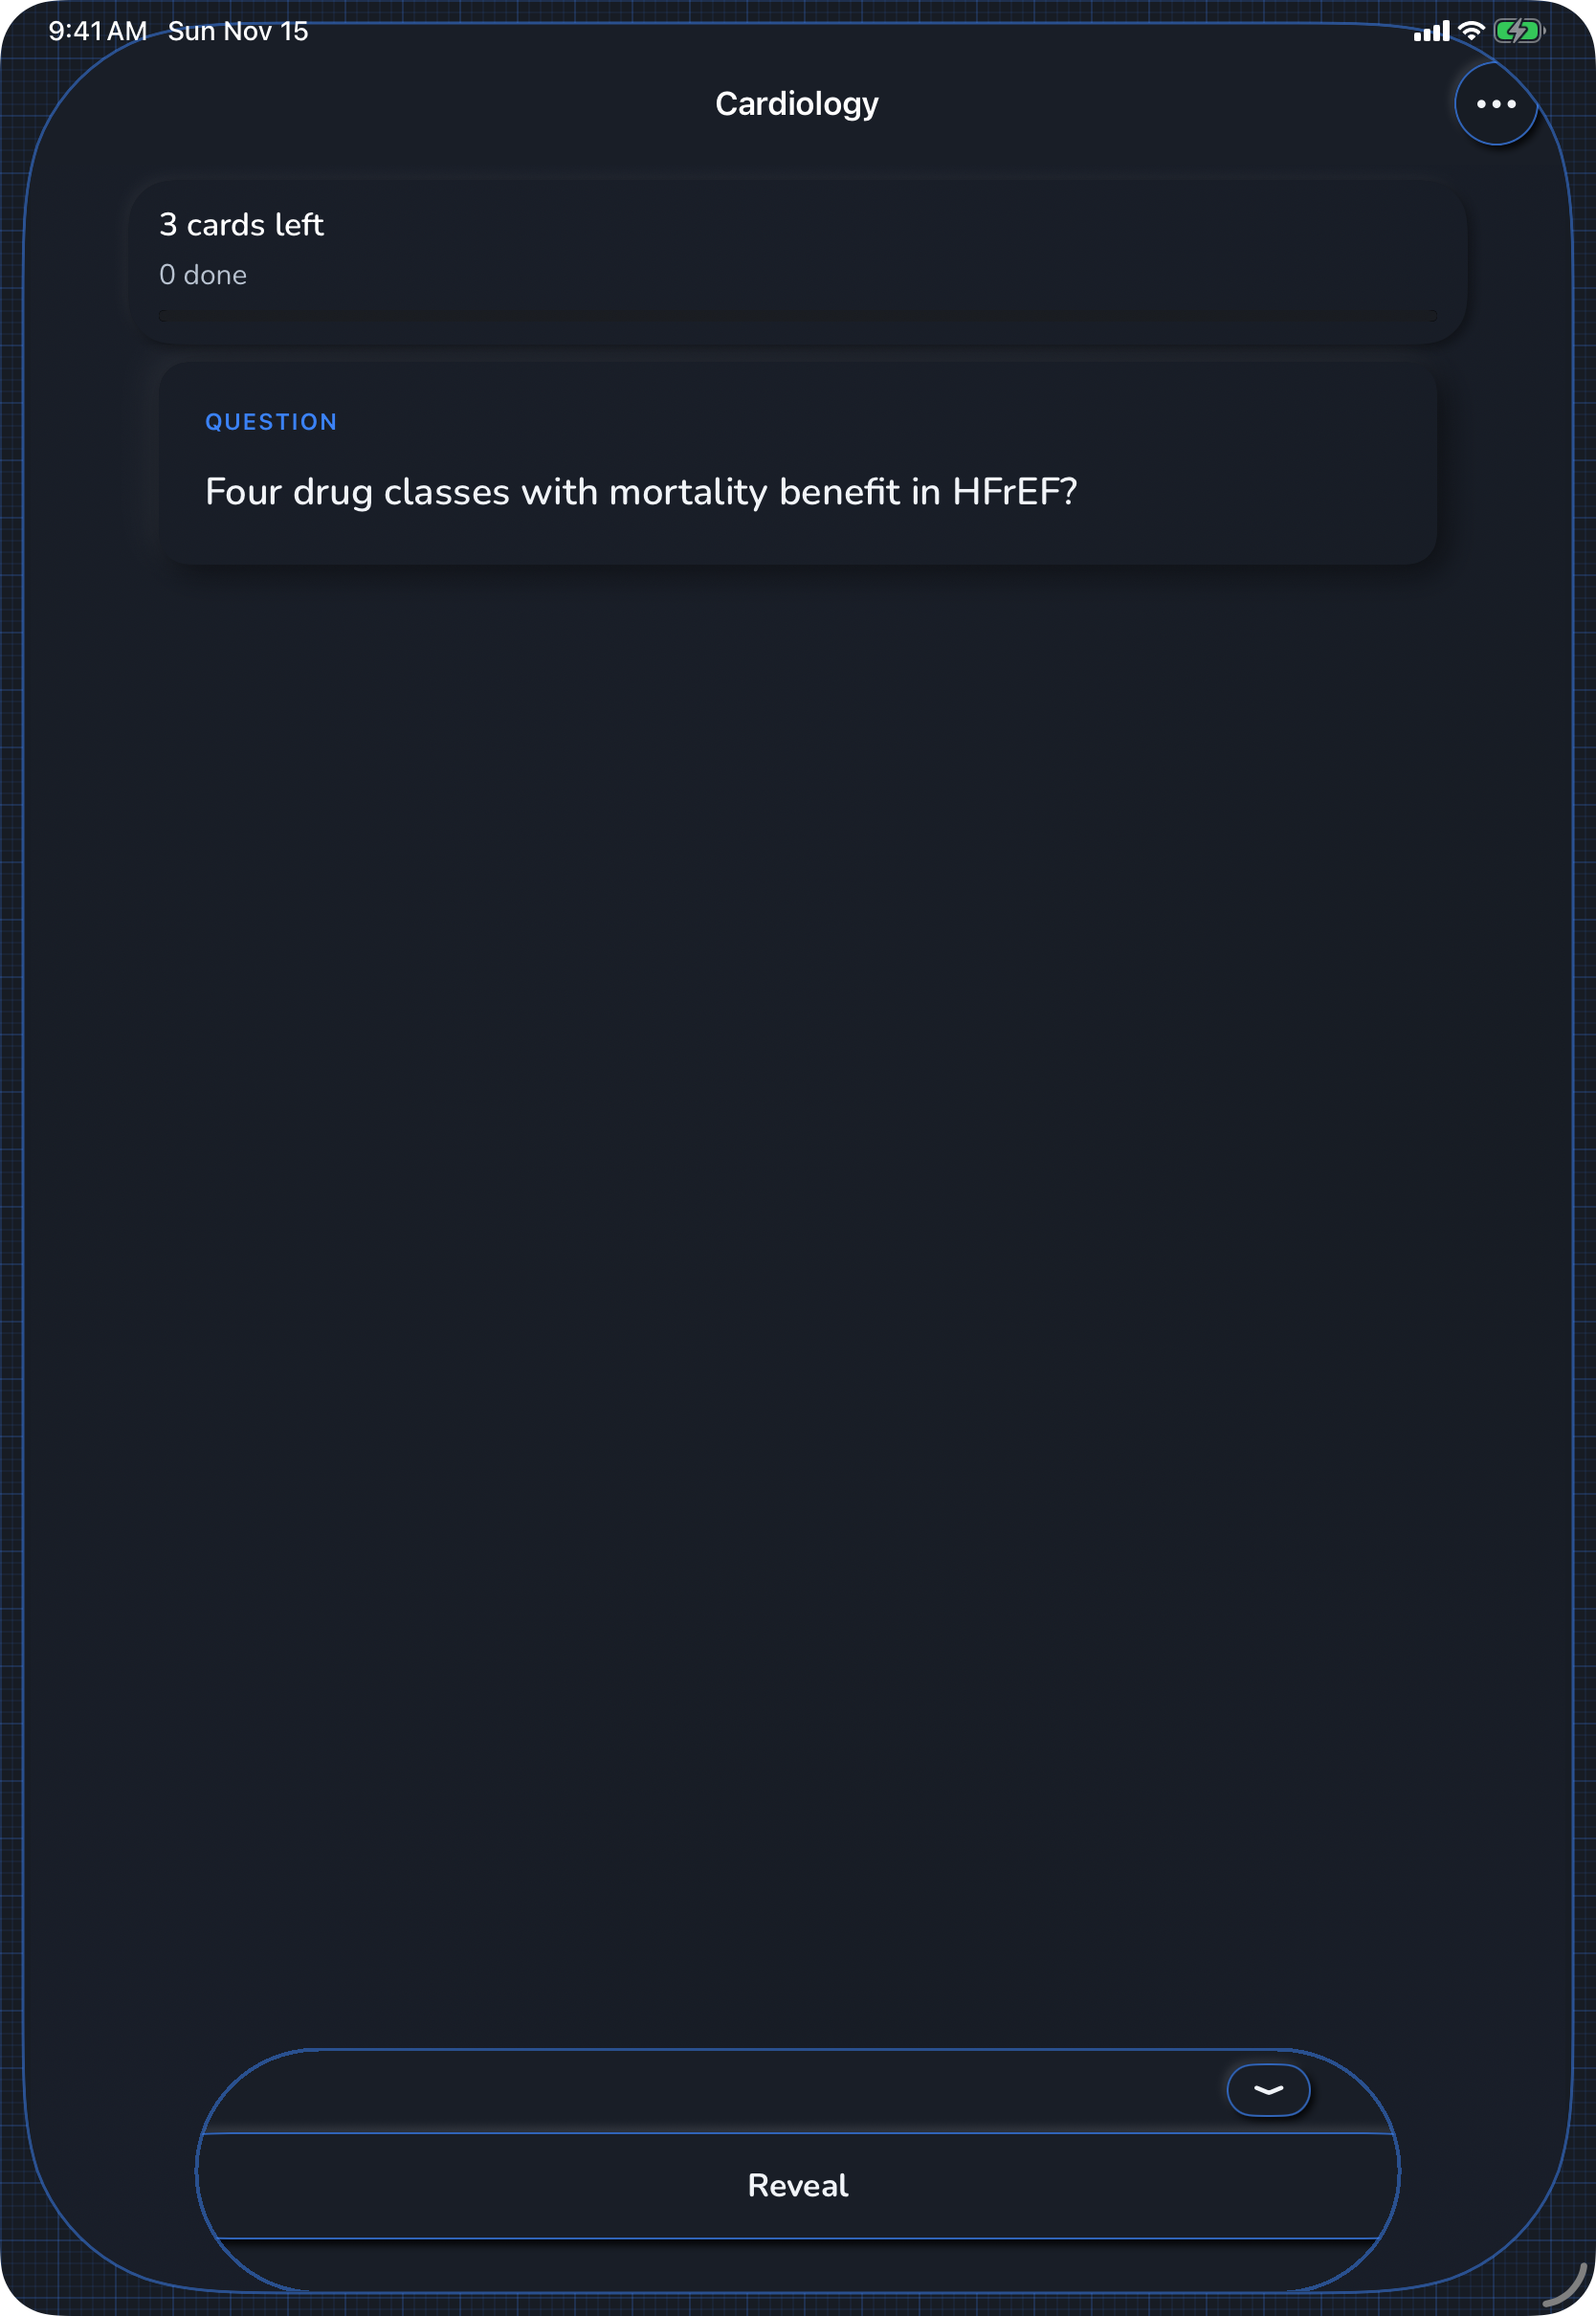 9:41 AM Sun Nov 15
Cardiology
3 cards left
0 done
QUESTION
Four drug classes with mortality benefit in HFrEF?
Reveal